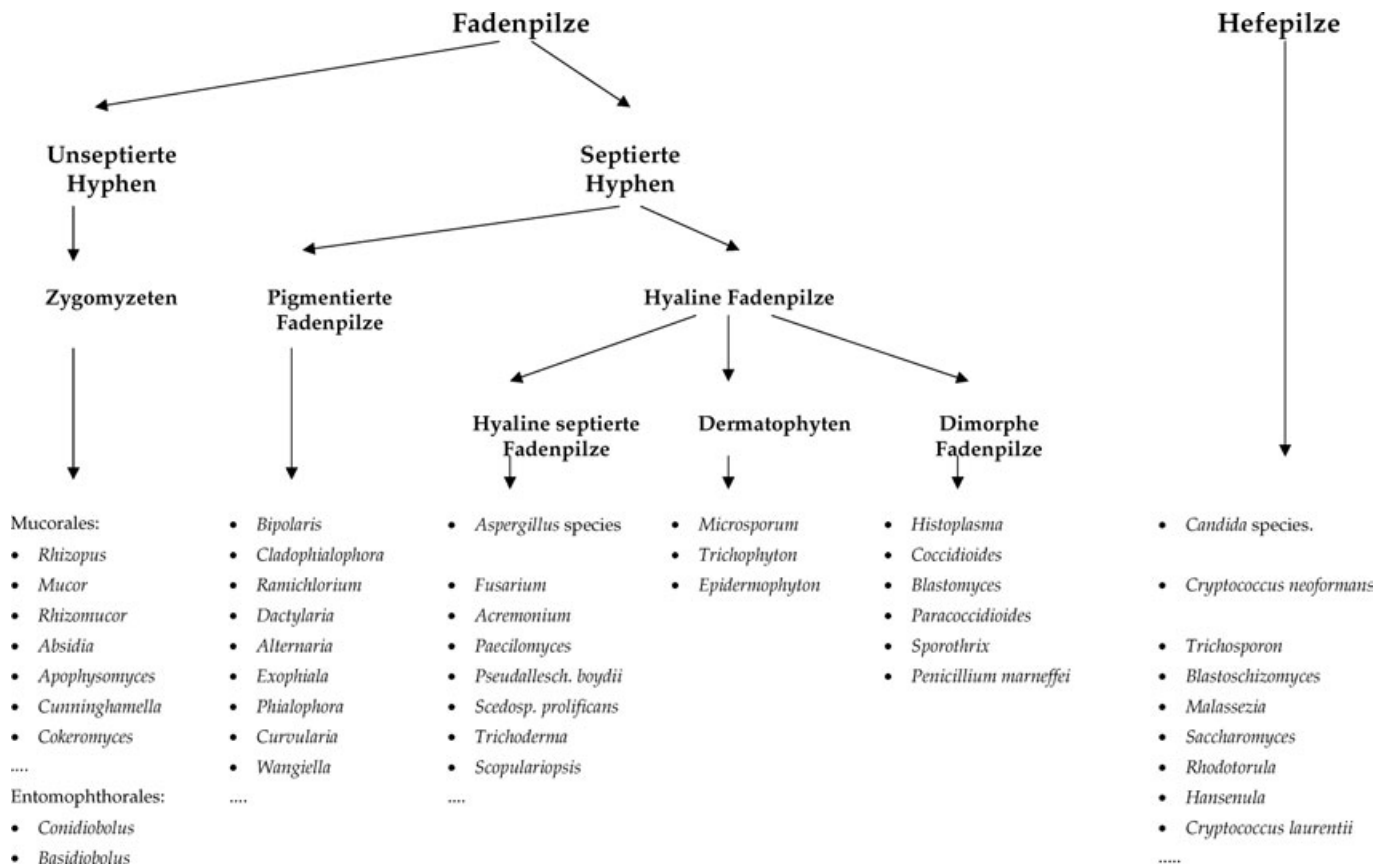 Fadenpilze
Hefepilze
Unseptierte
Hyphen
Septierte
Hyphen
Zygomyzeten
Pigmentierte
Fadenpilze
Hyaline Fadenpilze
Hyaline septierte
Fadenpilze
Dermatophyten
Dimorphe
Fadenpilze
Mucorales:
• Rhizopus
• Mucor
• Rhizomucor
• Absidia
• Apophysomyces
• Cunninghamella
• Cokeromyces
....
Entomophthorales:
• Conidiobolus
• Basidiobolus
• Bipolaris
• Cladophialophora
• Ramichlorium
• Dactylaria
• Alternaria
• Exophiala
• Phialophora
• Curvularia
• Wangiella
....
• Aspergillus species
• Fusarium
• Acremonium
• Paecilomyces
• Pseudallesch. boydii
• Scedosp. prolificans
• Trichoderma
• Scopulariopsis
....
• Microsporum
• Trichophyton
• Epidermophyton
• Histoplasma
• Coccidioides
• Blastomyces
• Paracoccidioides
• Sporothrix
• Penicillium marneffei
• Candida species.
• Cryptococcus neoformans
• Trichosporon
• Blastoschizomyces
• Malassezia
• Saccharomyces
• Rhodotorula
• Hansenula
• Cryptococcus laurentii
.....